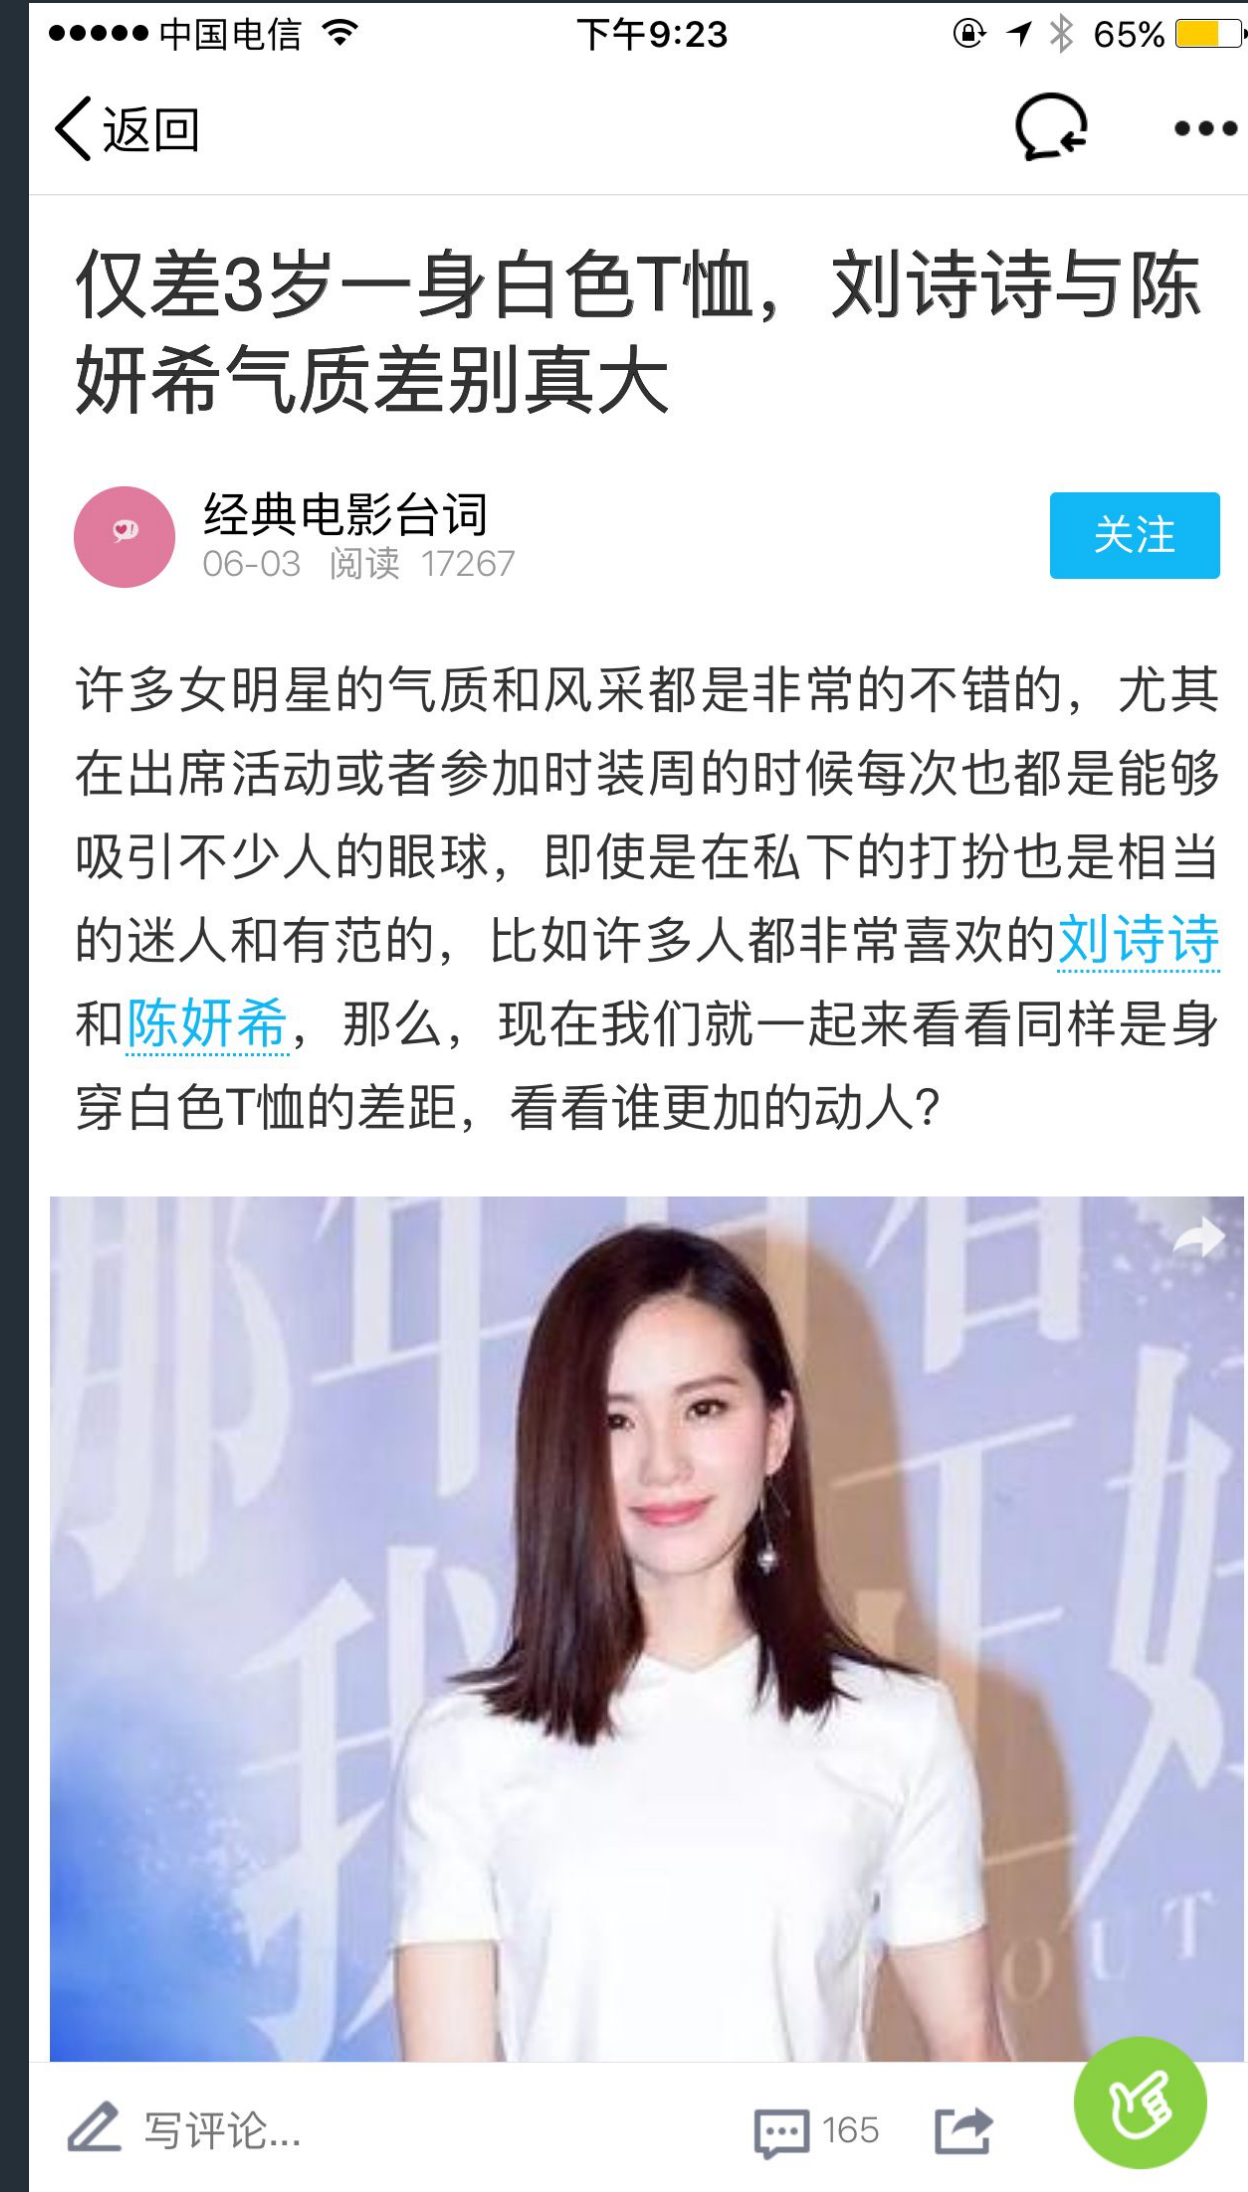 中国电信 下午9:23 65%
返回
仅差3岁一身白色T恤，刘诗诗与陈
妍希气质差别真大
经典电影台词
06-03 阅读 17267
关注
许多女明星的气质和风采都是非常的不错的，尤其
在出席活动或者参加时装周的时候每次也都是能够
吸引不少人的眼球，即使是在私下的打扮也是相当
的迷人和有范的，比如许多人都非常喜欢的刘诗诗
和陈妍希，那么，现在我们就一起来看看同样是身
穿白色T恤的差距，看看谁更加的动人？
那年
我
OUT
写评论...
165